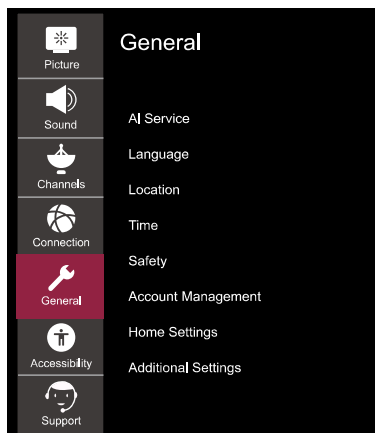 General
Picture
Sound
Channels
Connection
General
Accessibility
Support
AI Service
Language
Location
Time
Safety
Account Management
Home Settings
Additional Settings